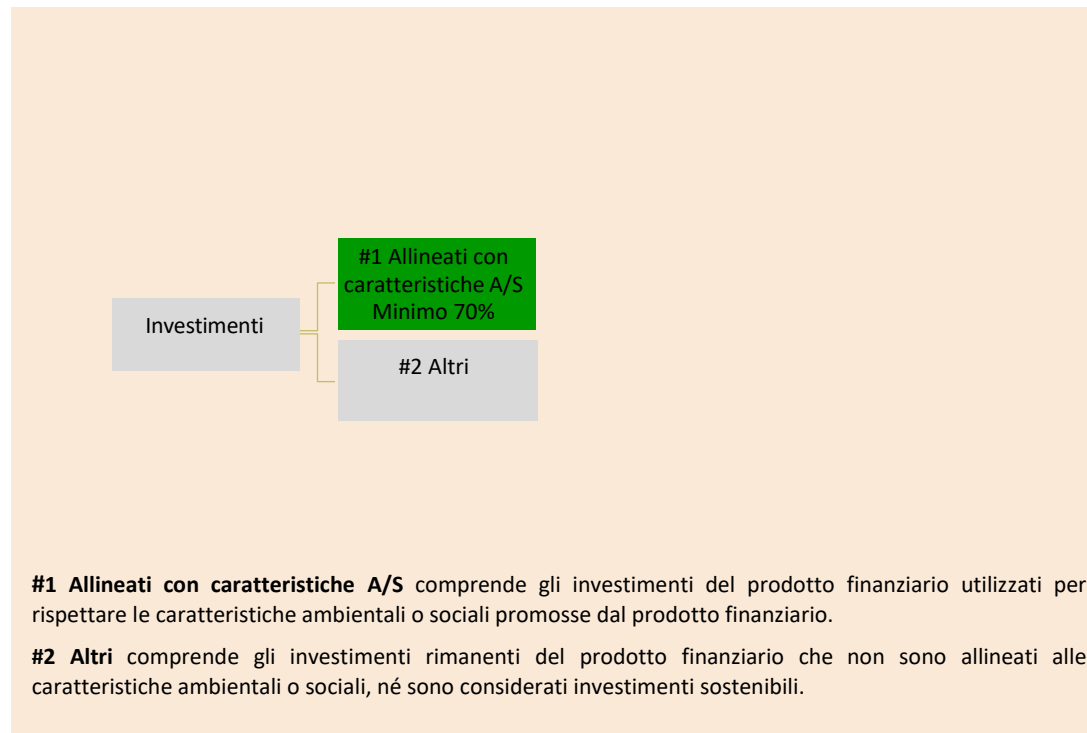 #1 Allineati con
caratteristiche A/S
Minimo 70%
Investimenti
#2 Altri
#1 Allineati con caratteristiche A/S comprende gli investimenti del prodotto finanziario utilizzati per
rispettare le caratteristiche ambientali o sociali promosse dal prodotto finanziario.
#2 Altri comprende gli investimenti rimanenti del prodotto finanziario che non sono allineati alle
caratteristiche ambientali o sociali, né sono considerati investimenti sostenibili.